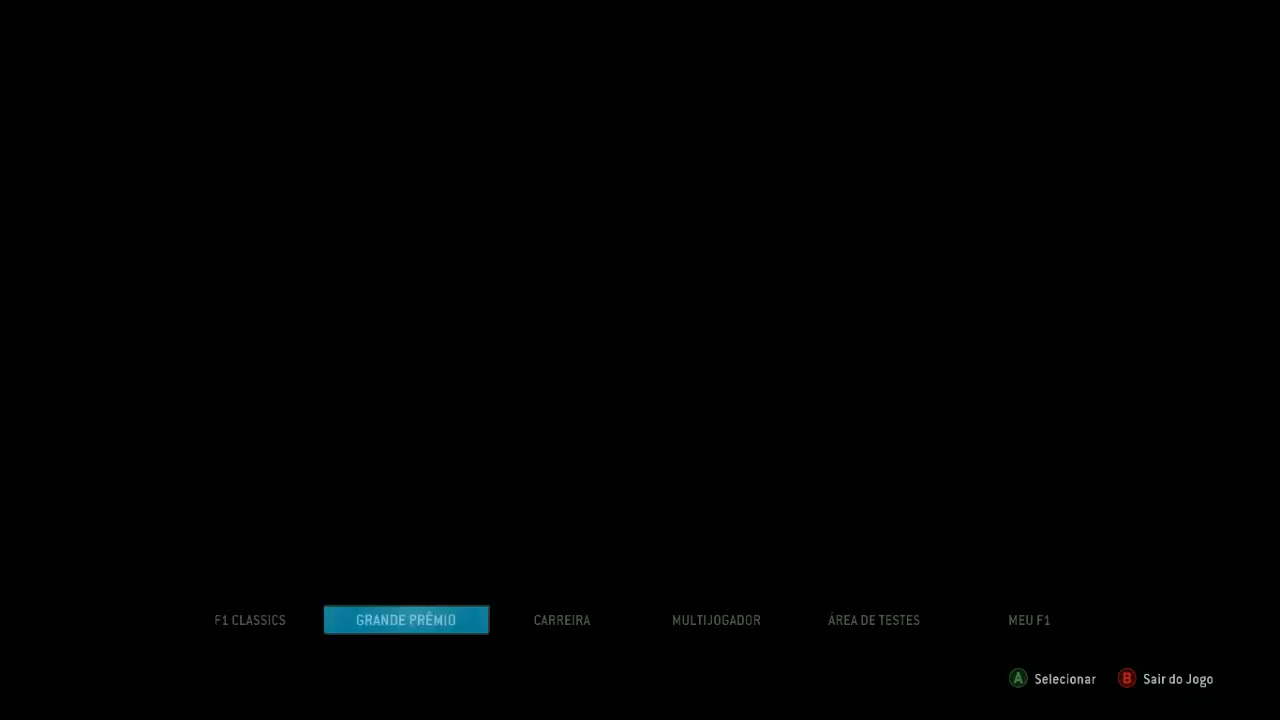 F1 CLASSICS GRANDE PRÊMIO CARREIRA MULTIJOGADOR ÁREA DE TESTES MEU F1
A Selecionar B Sair do Jogo